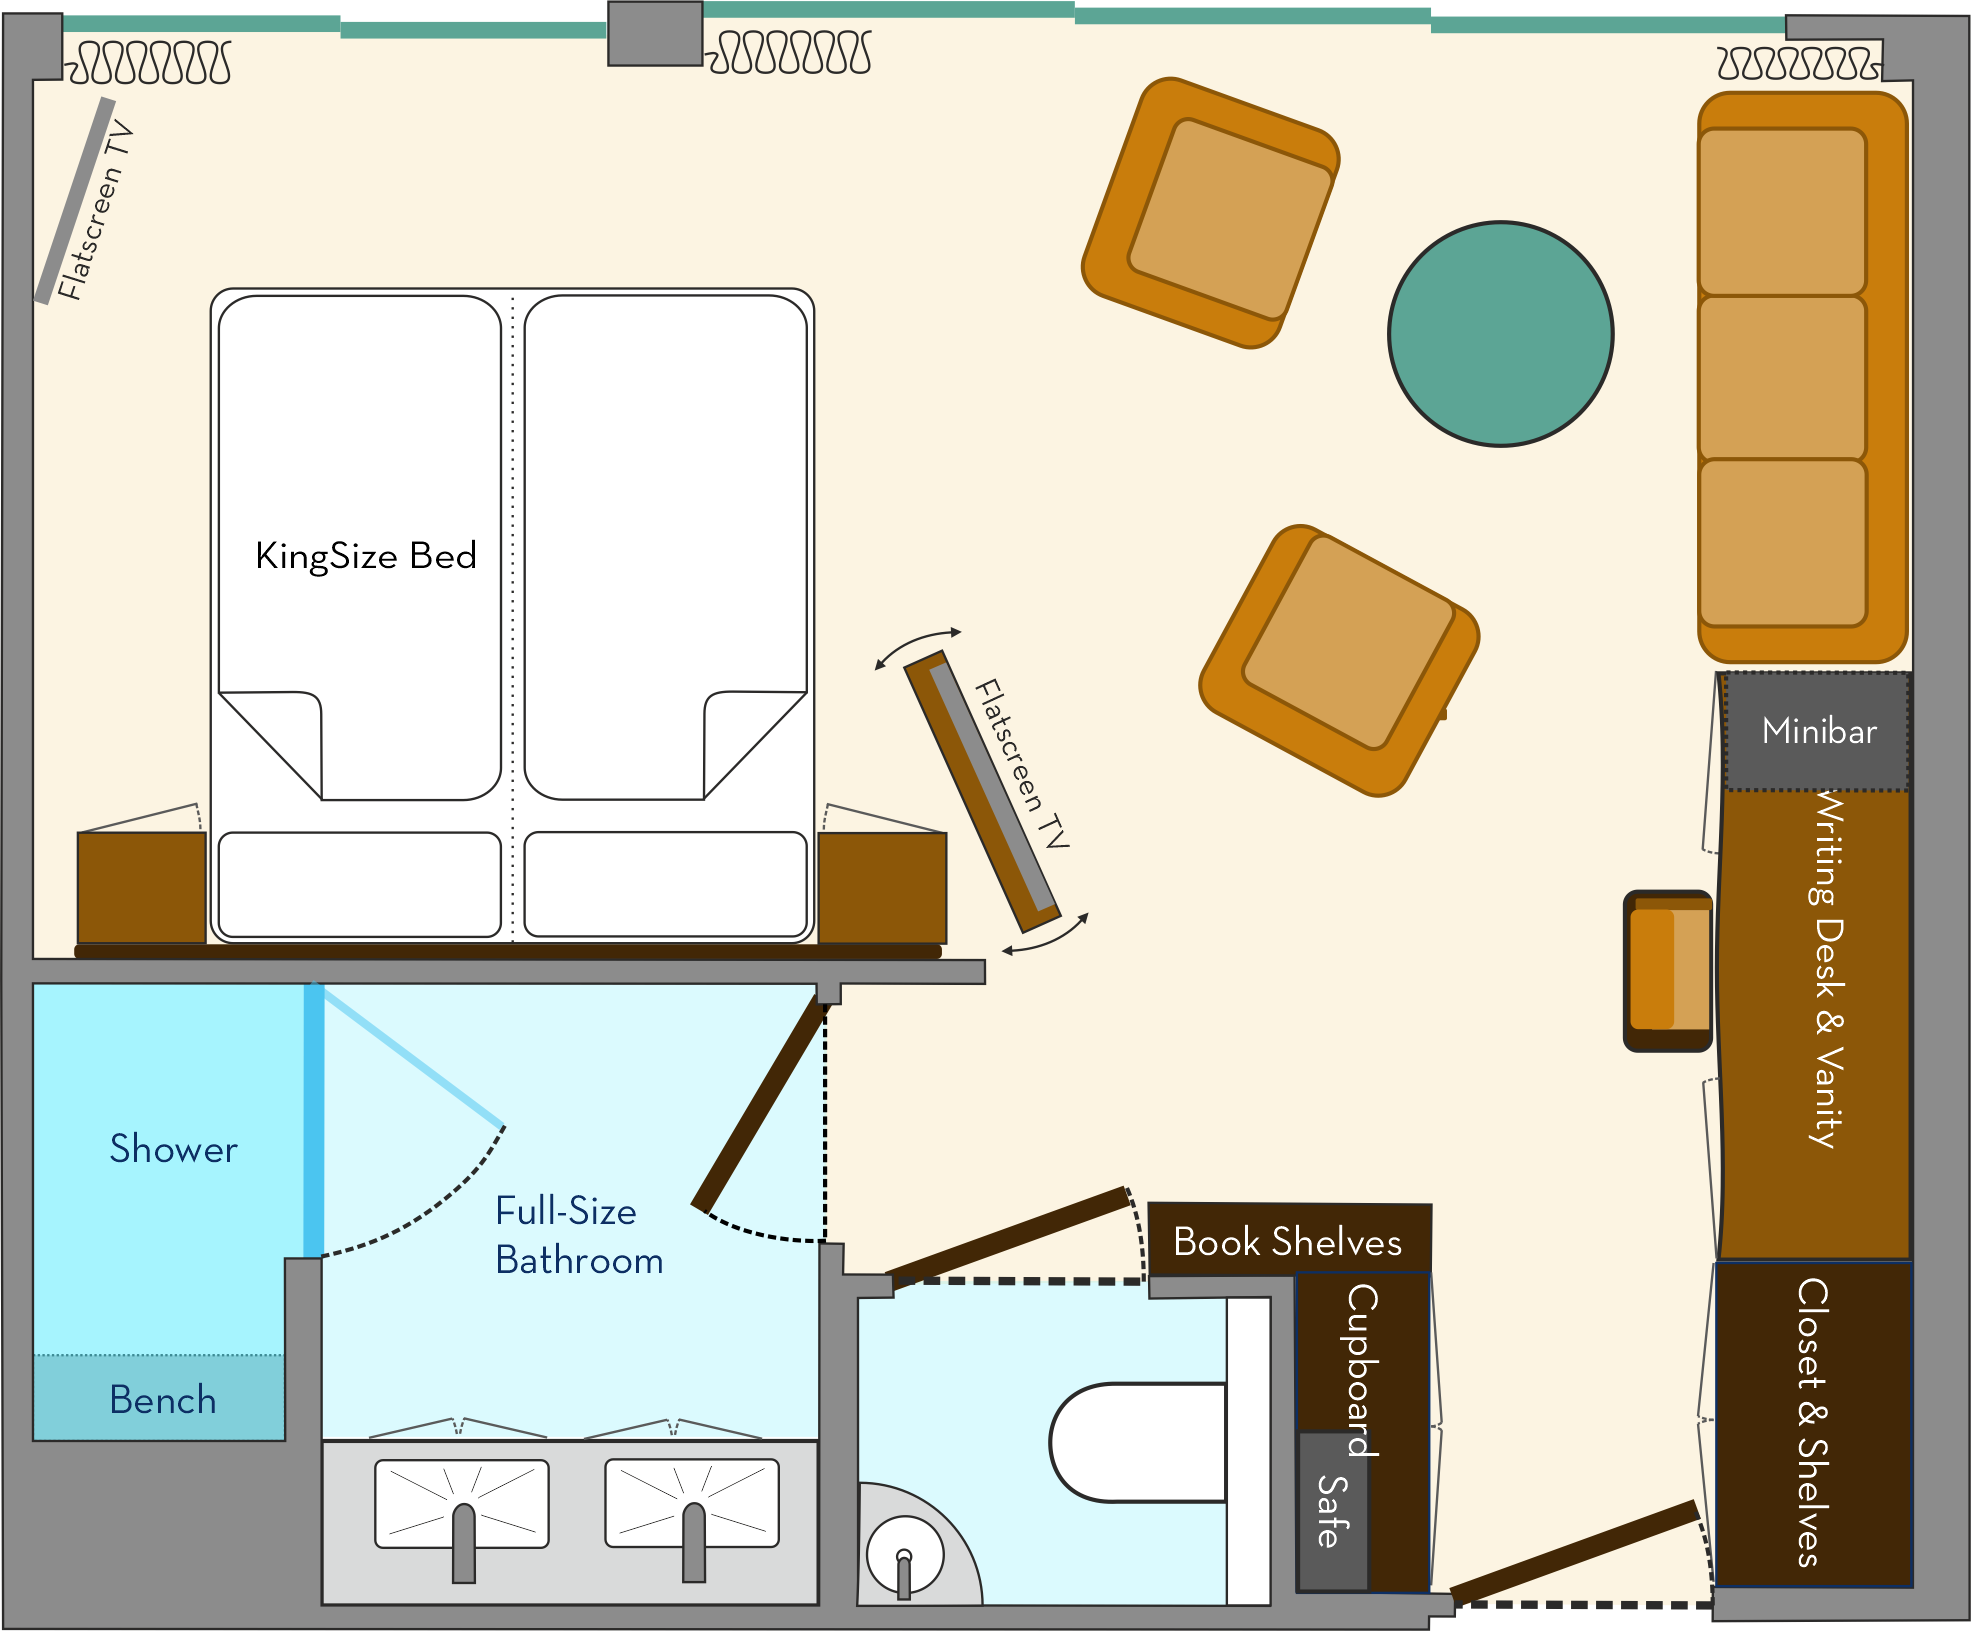 Flatscreen TV
KingSize Bed
Flatscreen TV
Minibar
Writing Desk & Vanity
Shower
Full-Size
Bathroom
Book Shelves
Bench
Cupboard
Safe
Closet & Shelves